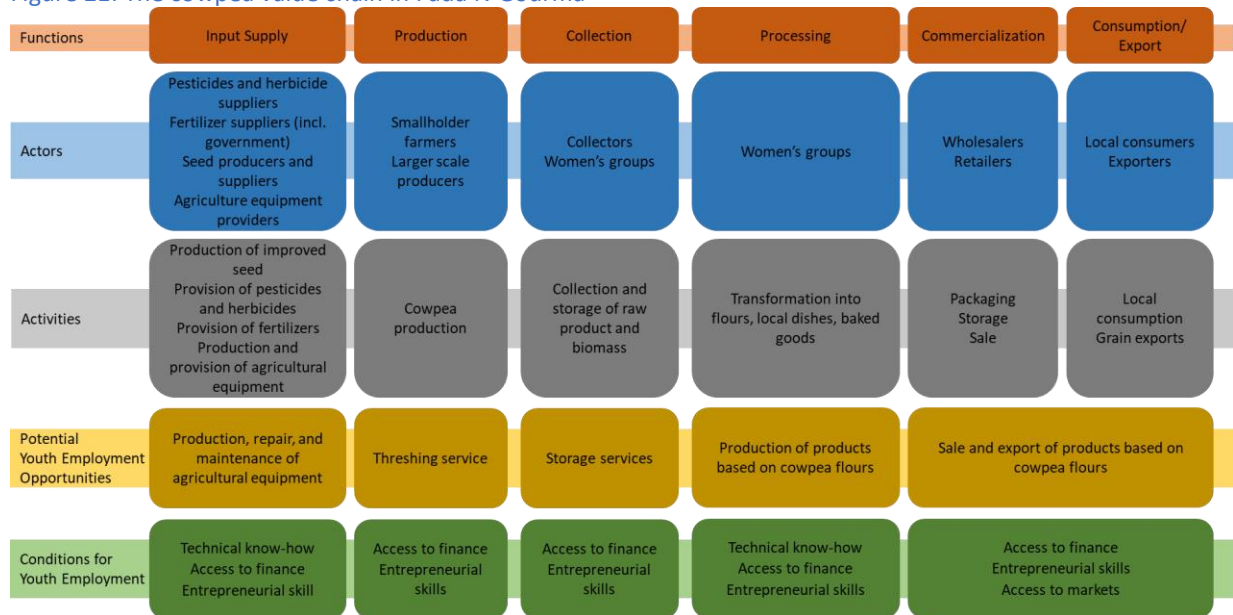 Functions
Input Supply
Production
Collection
Processing
Commercialization
Consumption/
Export
Actors
Pesticides and herbicide
suppliers
Fertilizer suppliers (incl.
government)
Seed producers and
suppliers
Agriculture equipment
providers
Smallholder
farmers
Larger scale
producers
Collectors
Women's groups
Women's groups
Wholesalers
Retailers
Local consumers
Exporters
Activities
Production of improved
seed
Provision of pesticides
and herbicides
Provision of fertilizers
Production and
provision of agricultural
equipment
Cowpea
production
Collection and
storage of raw
product and
biomass
Transformation into
flours, local dishes, baked
goods
Packaging
Storage
Sale
Local
consumption
Grain exports
Potential
Youth Employment
Opportunities
Production, repair, and
maintenance of
agricultural equipment
Threshing service
Storage services
Production of products
based on cowpea flours
Sale and export of products based on
cowpea flours
Conditions for
Youth Employment
Technical know-how
Access to finance
Entrepreneurial skill
Access to finance
Entrepreneurial
skills
Access to finance
Entrepreneurial
skills
Technical know-how
Access to finance
Entrepreneurial skills
Access to finance
Entrepreneurial skills
Access to markets